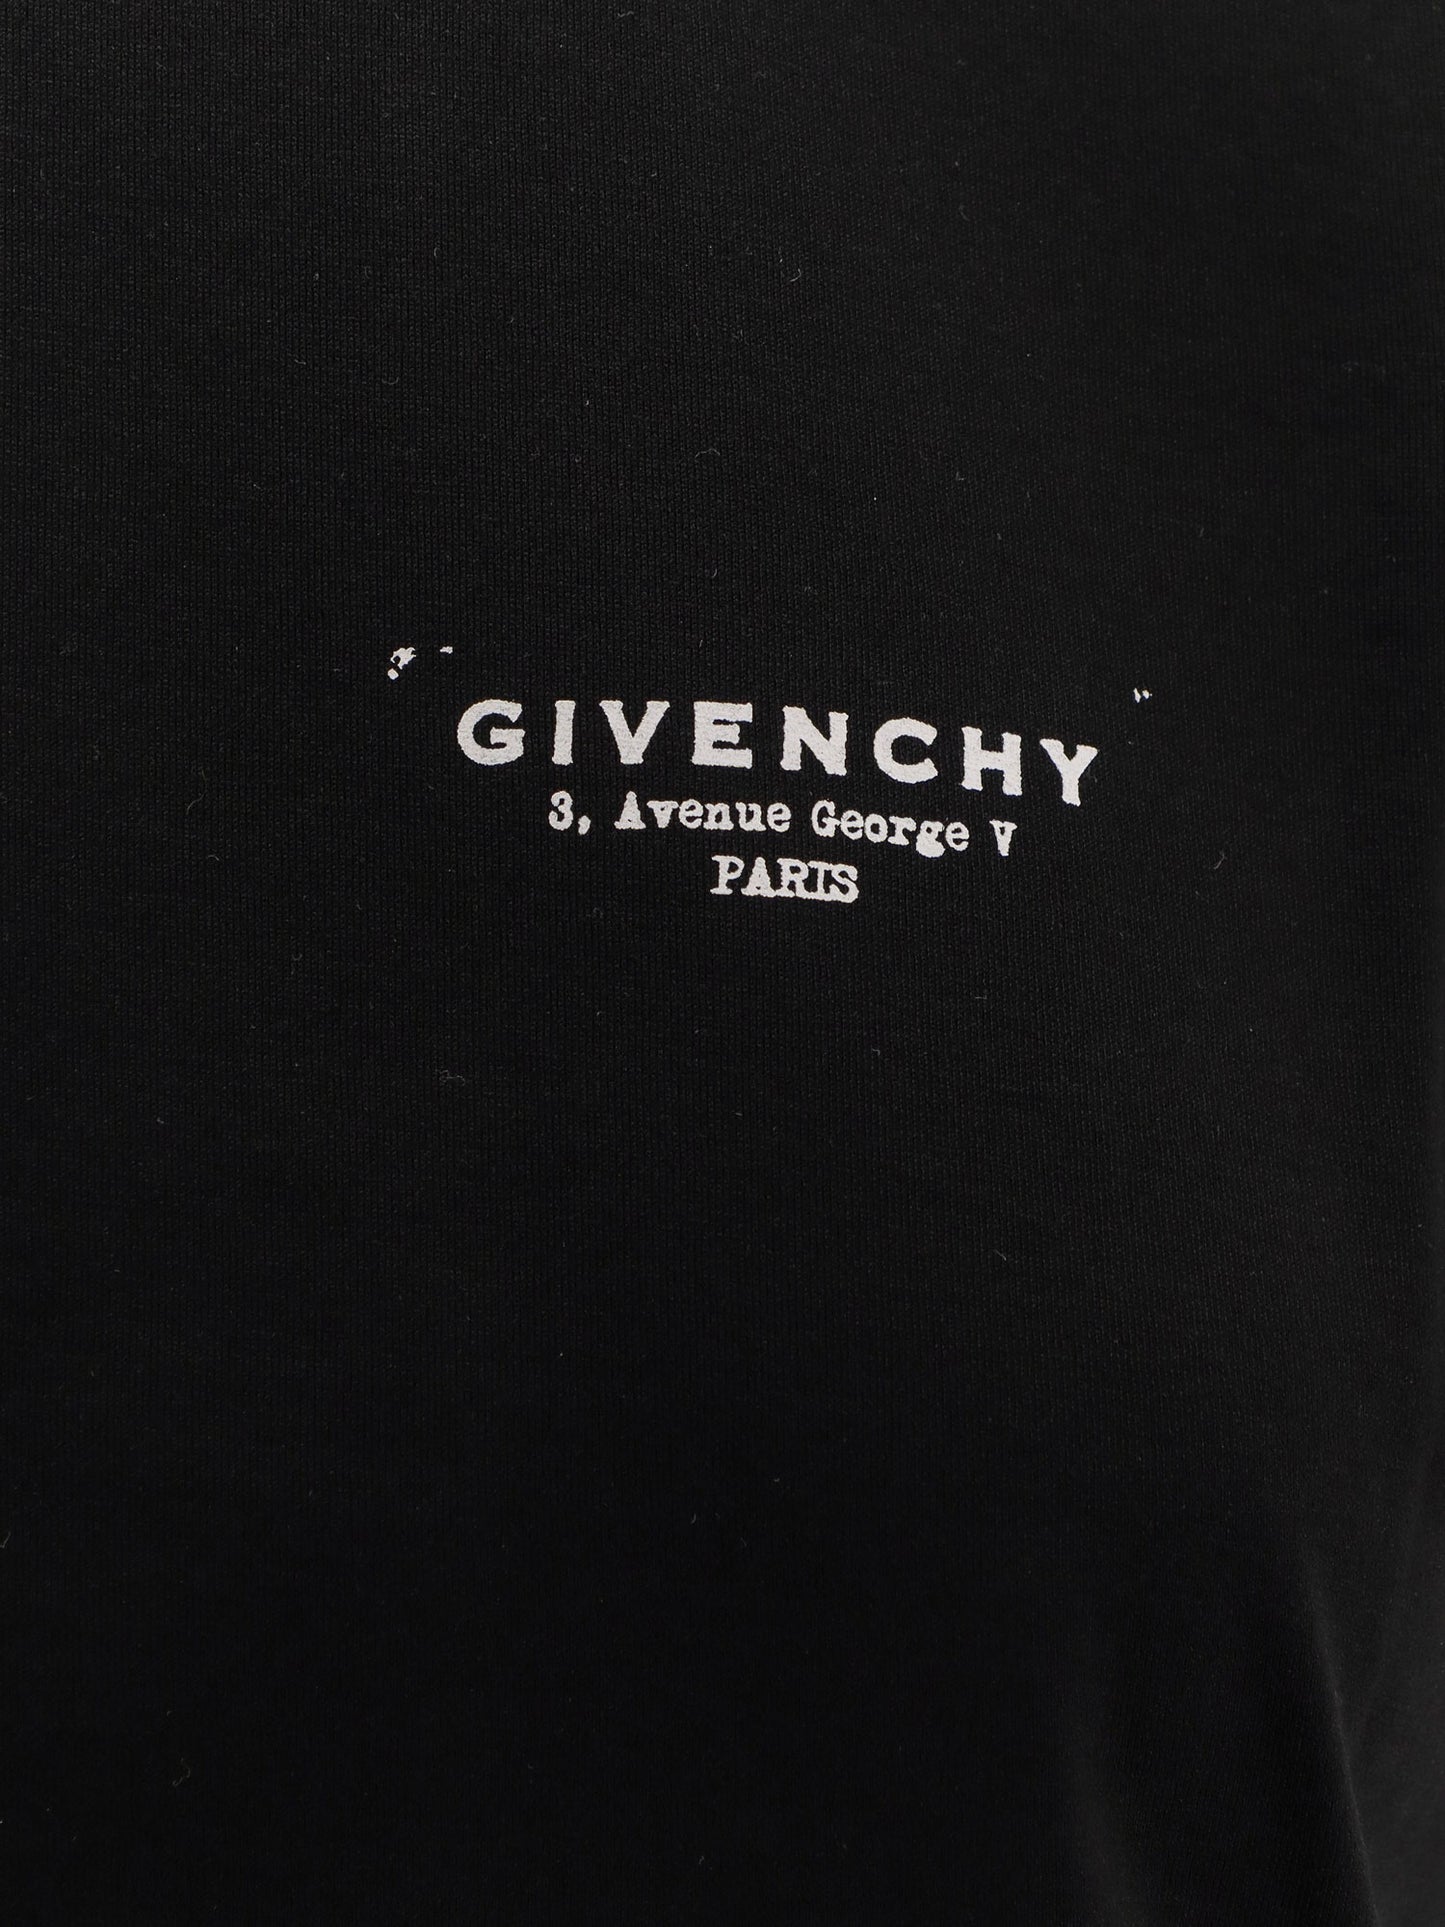 GIVENCHY
3, Avenue George V
PARIS